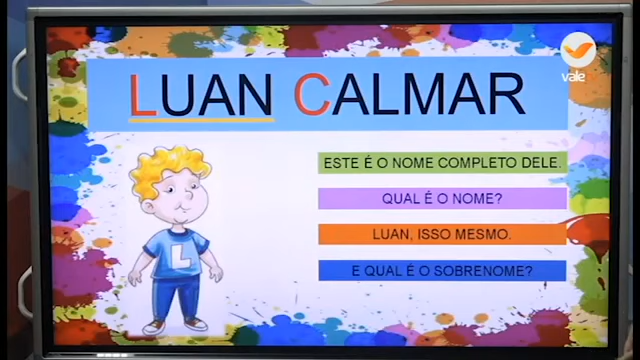 LUAN CALMAR
vale
ESTE É O NOME COMPLETO DELE.
QUAL É O NOME?
LUAN, ISSO MESMO.
E QUAL É O SOBRENOME?
L